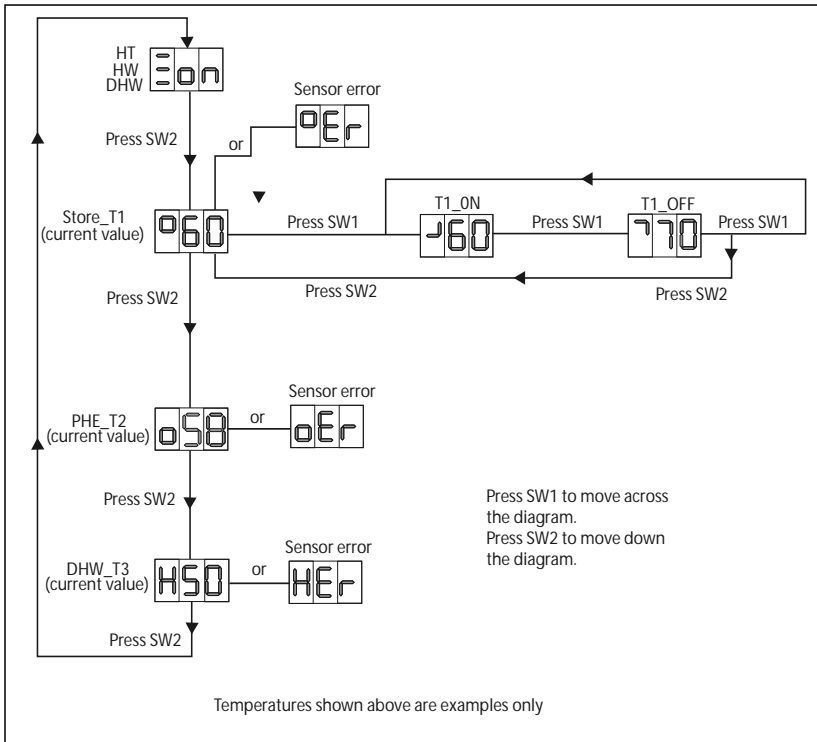 HT
HW
DHW
on
Press SW2
Sensor error
or
Er
Store_T1
(current value)
60
Press SW1
T1_0N
60
Press SW1
T1_OFF
70
Press SW1
Press SW2
Press SW2
Press SW2
PHE_T2
(current value)
o58
or
Sensor error
oEr
Press SW2
Press SW1 to move across
the diagram.
Press SW2 to move down
the diagram.
DHW_T3
(current value)
H50
or
Sensor error
HEr
Press SW2
Temperatures shown above are examples only